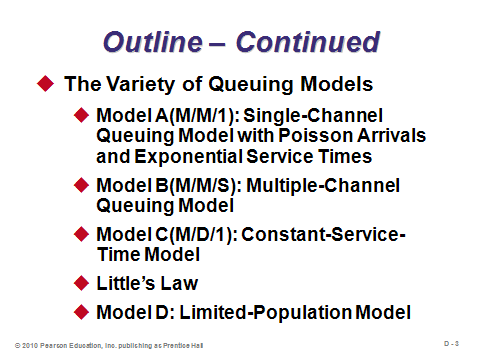 Outline – Continued
The Variety of Queuing Models
Model A(M/M/1): Single-Channel
Queuing Model with Poisson Arrivals
and Exponential Service Times
Model B(M/M/S): Multiple-Channel
Queuing Model
Model C(M/D/1): Constant-Service-
Time Model
Little's Law
Model D: Limited-Population Model
© 2010 Pearson Education, Inc. publishing as Prentice Hall
D - 3